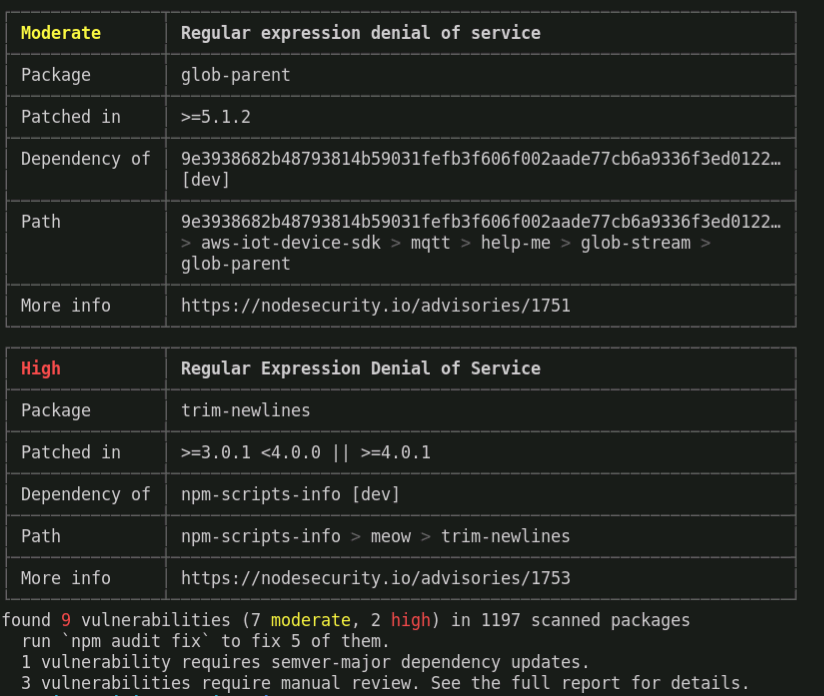 Moderate Regular expression denial of service
Package glob-parent
Patched in >=5.1.2
Dependency of 9e3938682b48793814b59031fefb3f606f002aade77cb6a9336f3ed0122…
[dev]
Path 9e3938682b48793814b59031fefb3f606f002aade77cb6a9336f3ed0122…
> aws-iot-device-sdk > mqtt > help-me > glob-stream >
glob-parent
More info https://nodesecurity.io/advisories/1751
High Regular Expression Denial of Service
Package trim-newlines
Patched in >=3.0.1 <4.0.0 || >=4.0.1
Dependency of npm-scripts-info [dev]
Path npm-scripts-info > meow > trim-newlines
More info https://nodesecurity.io/advisories/1753
found 9 vulnerabilities (7 moderate, 2 high) in 1197 scanned packages
run `npm audit fix` to fix 5 of them.
1 vulnerability requires semver-major dependency updates.
3 vulnerabilities require manual review. See the full report for details.